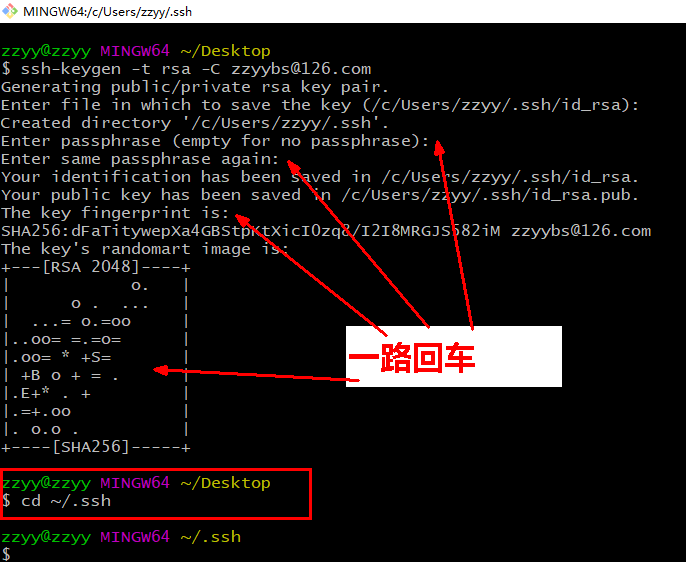 MINGW64:/c/Users/zzyy/.ssh
zzyy@zzyy MINGW64 ~/Desktop
$ ssh-keygen -t rsa -C zzyybs@126.com
Generating public/private rsa key pair.
Enter file in which to save the key (/c/Users/zzyy/.ssh/id_rsa):
Created directory '/c/Users/zzyy/.ssh'.
Enter passphrase (empty for no passphrase):
Enter same passphrase again:
Your identification has been saved in /c/Users/zzyy/.ssh/id_rsa.
Your public key has been saved in /c/Users/zzyy/.ssh/id_rsa.pub.
The key fingerprint is:
zzyybs@126.com
The key's randomart image is:
+---[RSA 2048]----+
|             o.  |
|       o .  ...  |
|  ...= o.=oo     |
|..oo= =.=o=      |
|.oo= * +S=       |
| +B o + = .      |
|.E+* . +         |
|.=+.oo           |
|. o.o .          |
+----[SHA256]-----+
一路回车
zzyy@zzyy MINGW64 ~/Desktop
$ cd ~/.ssh
zzyy@zzyy MINGW64 ~/.ssh
$